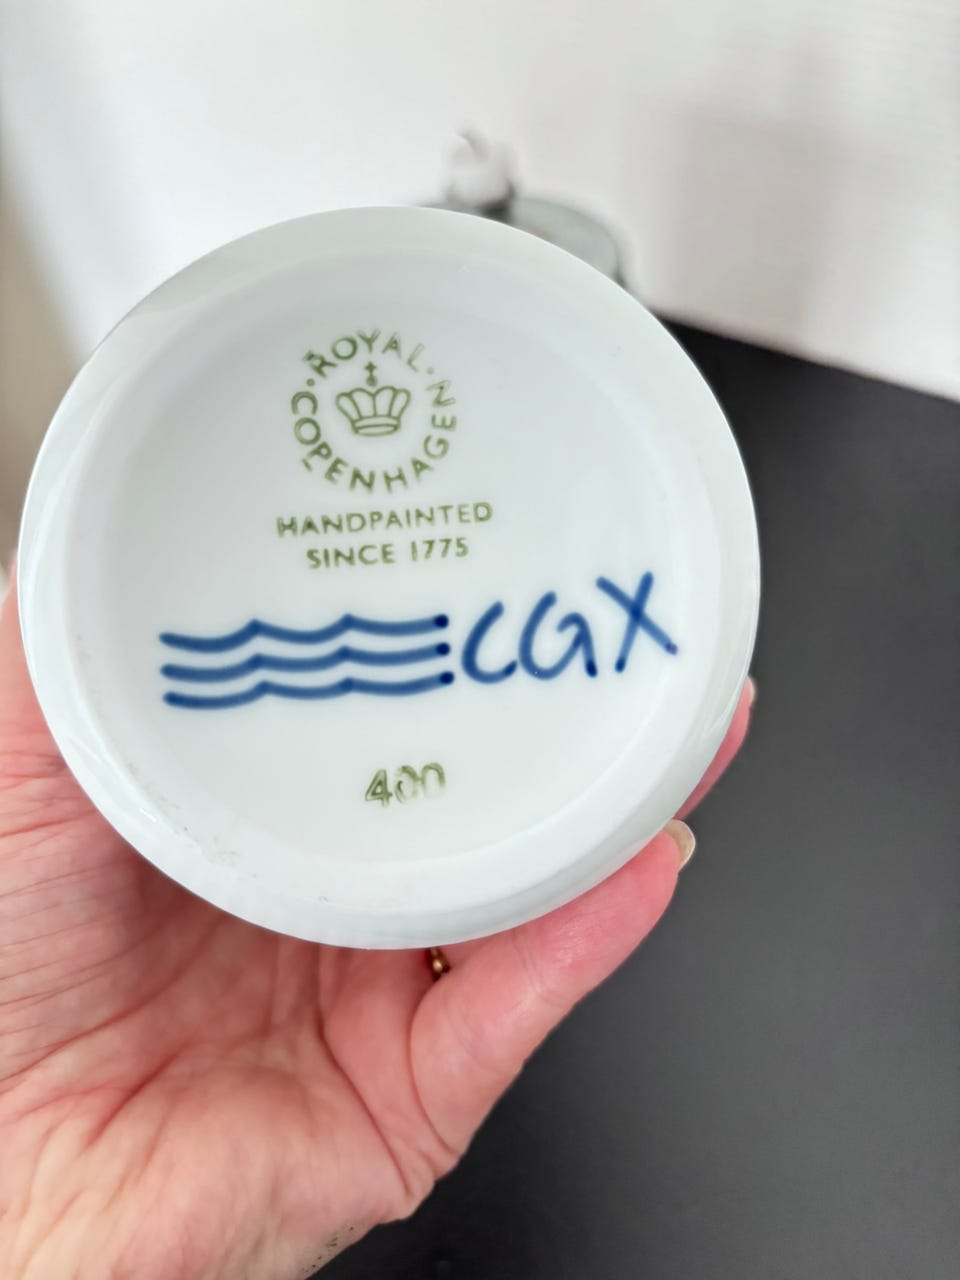 ROYAL · COPENHAGEN ·
HANDPAINTED
SINCE 1775
CGX
400